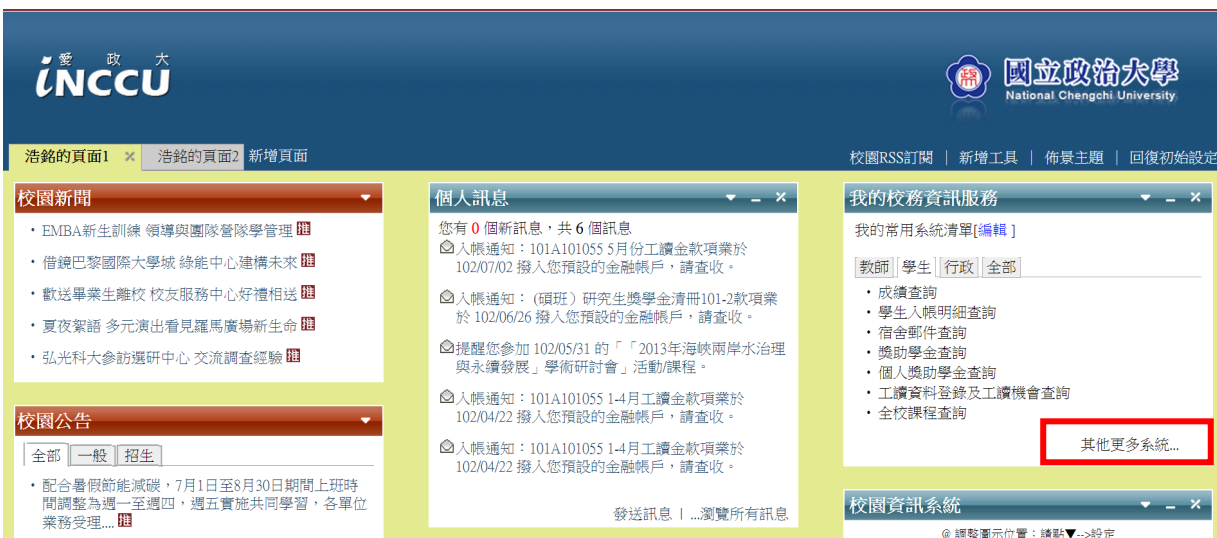 愛政大
iNCCU
國立政治大學
National Chengchi University
浩銘的頁面1 × 浩銘的頁面2 新增頁面
校園RSS訂閱 | 新增工具 | 佈景主題 | 回復初始設定
校園新聞
• EMBA新生訓練 領導與團隊營隊學管理 推
• 借鏡巴黎國際大學城 綠能中心建構未來 推
• 歡送畢業生離校 校友服務中心好禮相送 推
• 夏夜絮語 多元演出看見羅馬廣場新生命 推
• 弘光科大參訪選研中心 交流調查經驗 推
校園公告
全部 一般 招生
• 配合暑假節能減碳，7月1日至8月30日期間上班時
間調整為週一至週四，週五實施共同學習，各單位
業務受理.... 推
個人訊息
您有 0 個新訊息，共 6 個訊息
入帳通知：101A101055 5月份工讀金款項業於
102/07/02 撥入您預設的金融帳戶，請查收。
入帳通知： (碩班）研究生獎學金清冊101-2款項業
於 102/06/26 撥入您預設的金融帳戶，請查收。
提醒您參加 102/05/31 的「「2013年海峽兩岸水治理
與永續發展」學術研討會」活動/課程。
入帳通知：101A101055 1-4月工讀金款項業於
102/04/22 撥入您預設的金融帳戶，請查收。
入帳通知：101A101055 1-4月工讀金款項業於
102/04/22 撥入您預設的金融帳戶，請查收。
發送訊息 | ...瀏覽所有訊息
我的校務資訊服務
我的常用系統清單[編輯 ]
教師 學生 行政 全部
• 成績查詢
• 學生入帳明細查詢
• 宿舍郵件查詢
• 獎助學金查詢
• 個人獎助學金查詢
• 工讀資料登錄及工讀機會查詢
• 全校課程查詢
其他更多系統...
校園資訊系統
@ 調整圖示位置：請點▼-->設定